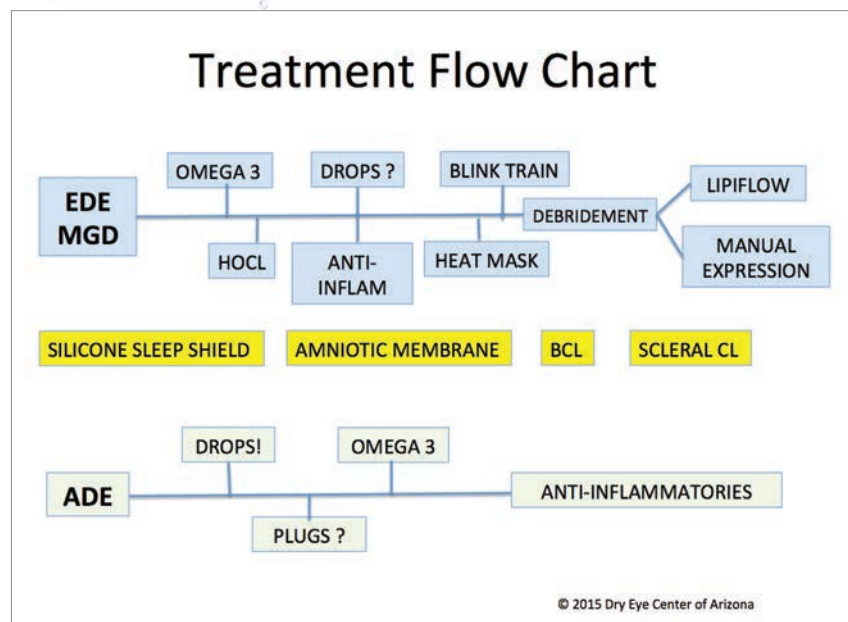 Treatment Flow Chart
OMEGA 3
DROPS ?
BLINK TRAIN
LIPIFLOW
EDE
MGD
DEBRIDEMENT
HOCL
ANTI-
INFLAM
HEAT MASK
MANUAL
EXPRESSION
SILICONE SLEEP SHIELD
AMNIOTIC MEMBRANE
BCL
SCLERAL CL
DROPS!
OMEGA 3
ADE
ANTI-INFLAMMATORIES
PLUGS ?
© 2015 Dry Eye Center of Arizona